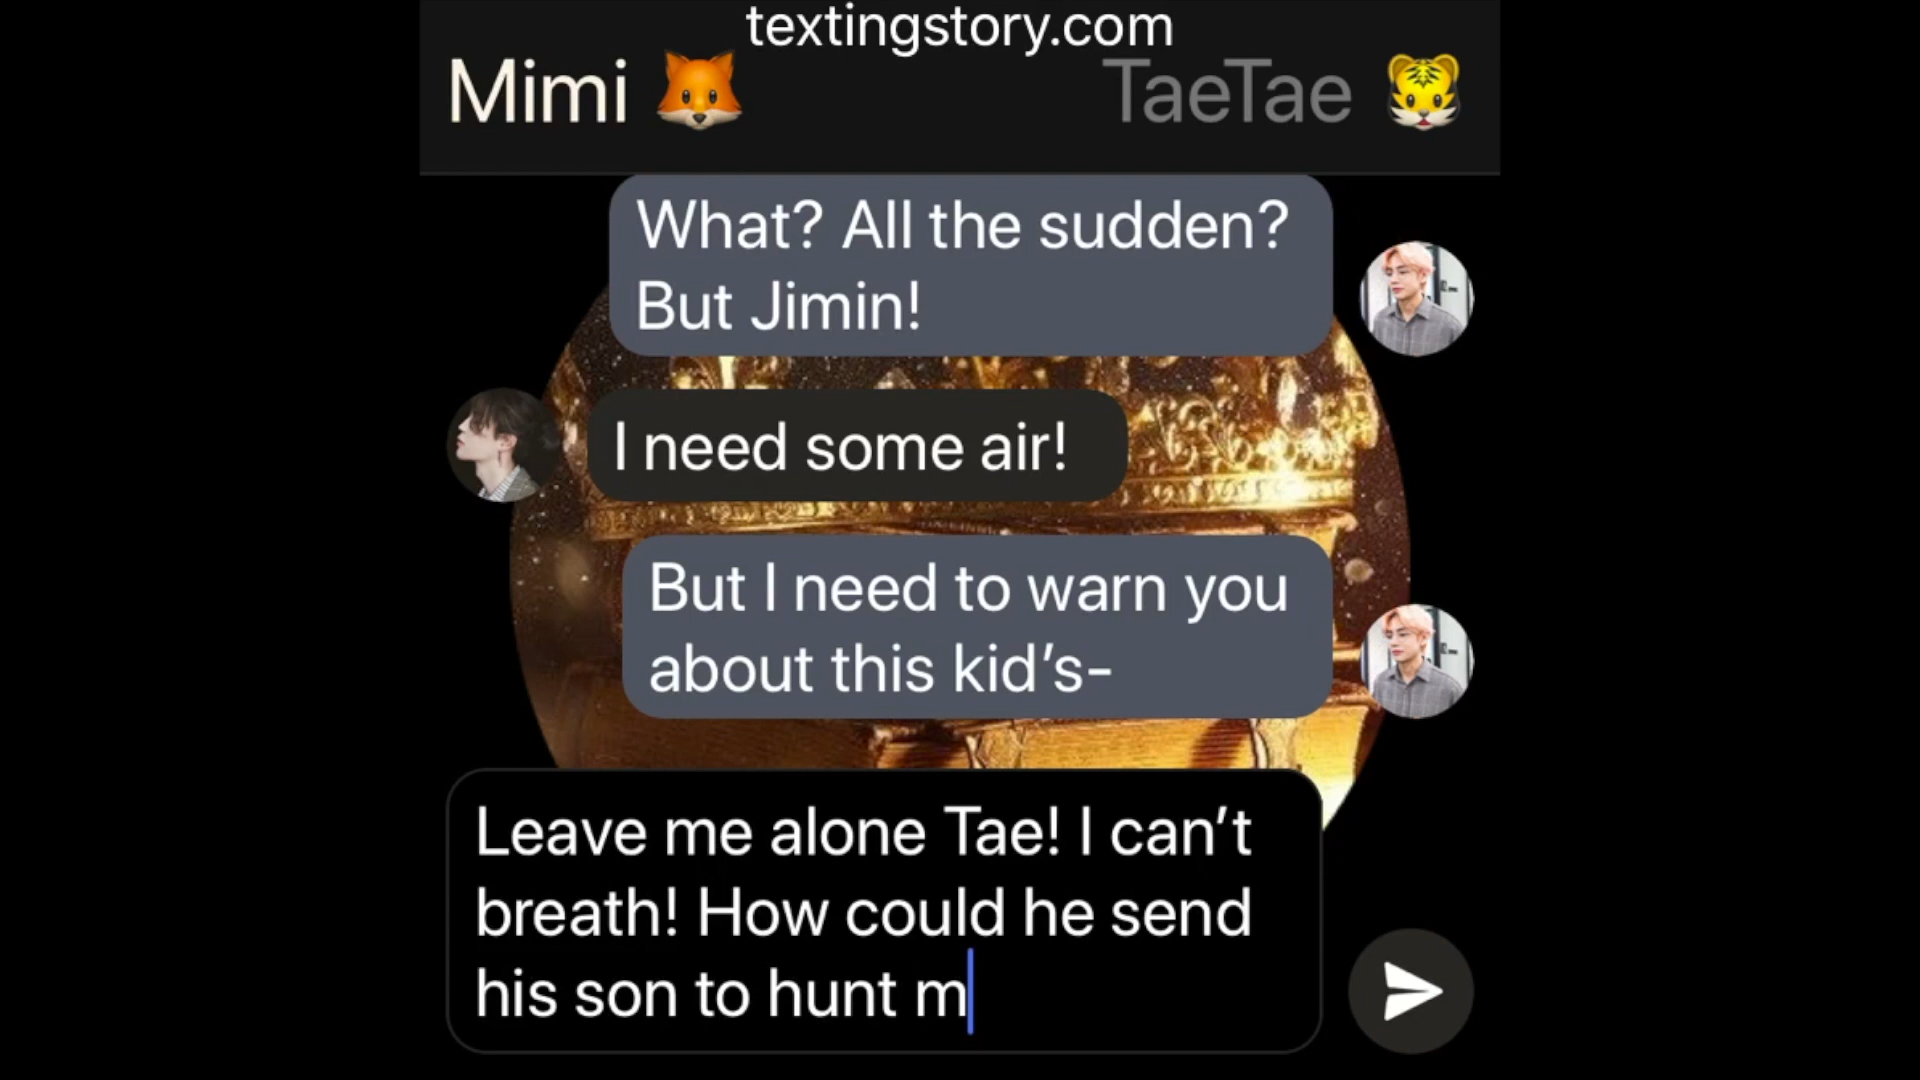 textingstory.com
Mimi 🦊 TaeTae 🐯
What? All the sudden?
But Jimin!
I need some air!
But I need to warn you
about this kid’s-
Leave me alone Tae! I can’t
breath! How could he send
his son to hunt m